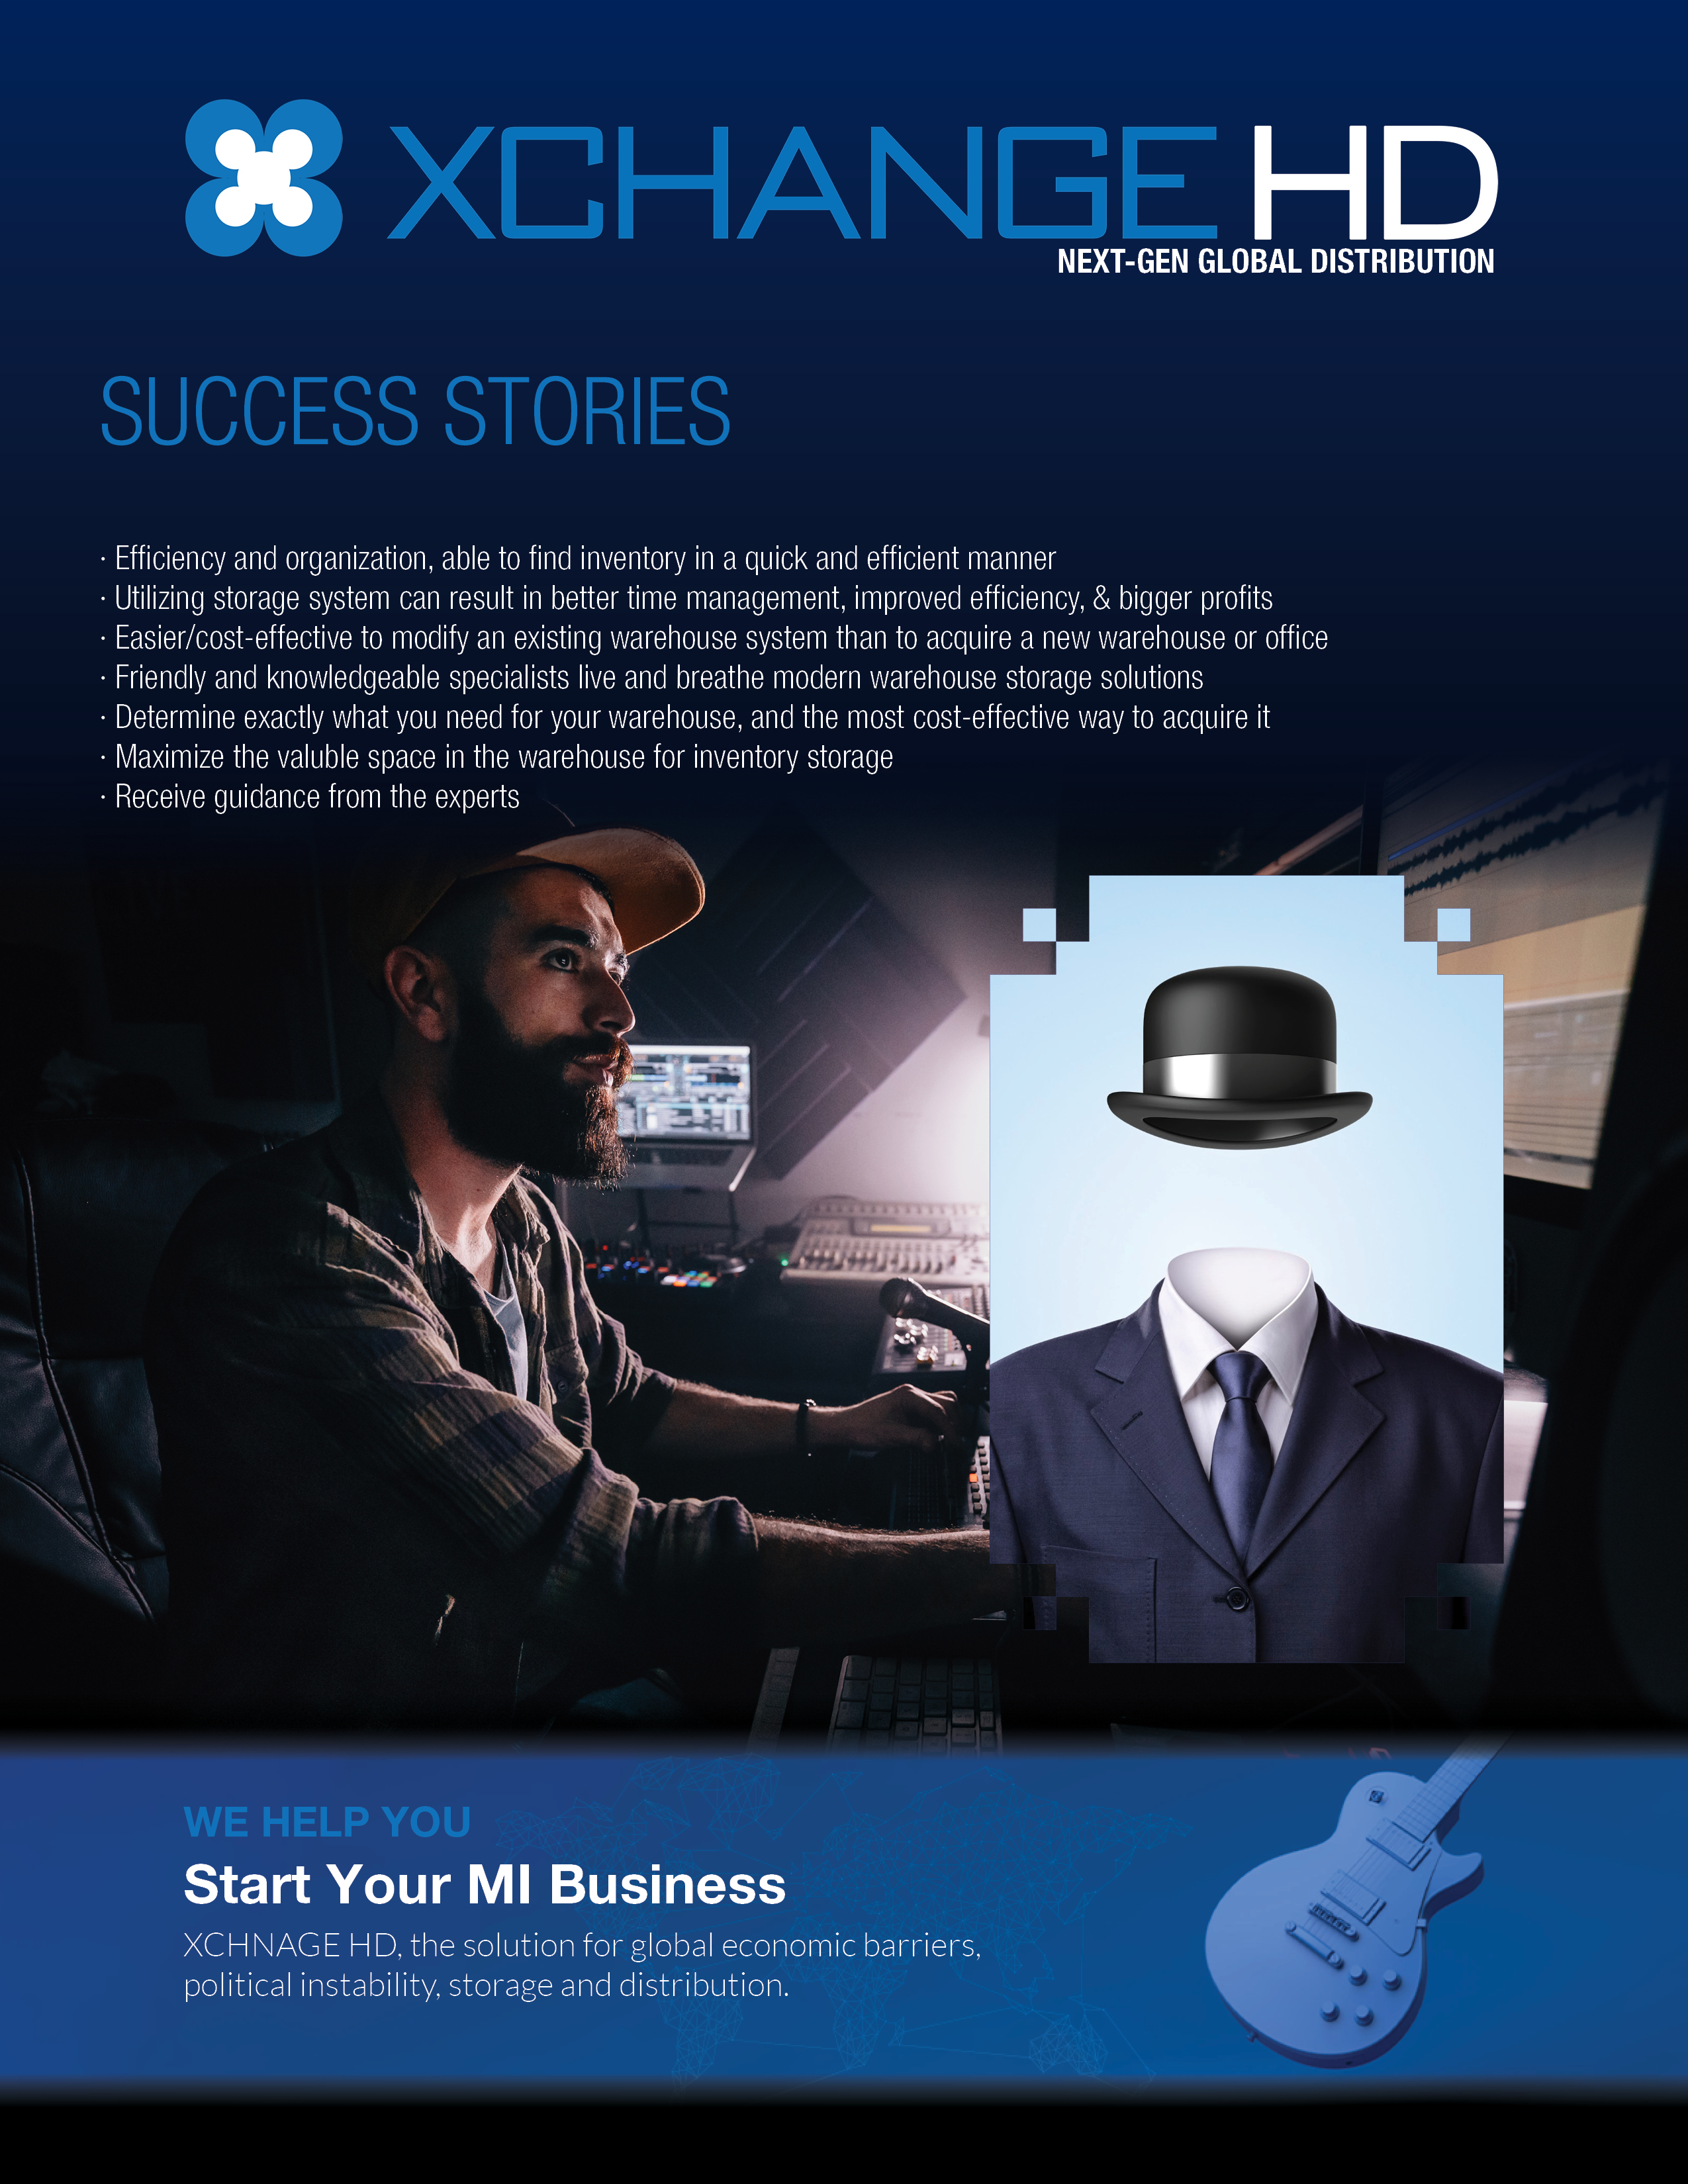 XCHANGE HD
NEXT-GEN GLOBAL DISTRIBUTION
SUCCESS STORIES
· Efficiency and organization, able to find inventory in a quick and efficient manner
· Utilizing storage system can result in better time management, improved efficiency, & bigger profits
· Easier/cost-effective to modify an existing warehouse system than to acquire a new warehouse or office
· Friendly and knowledgeable specialists live and breathe modern warehouse storage solutions
· Determine exactly what you need for your warehouse, and the most cost-effective way to acquire it
· Maximize the valuble space in the warehouse for inventory storage
· Receive guidance from the experts
WE HELP YOU
Start Your MI Business
XCHNAGE HD, the solution for global economic barriers,
political instability, storage and distribution.